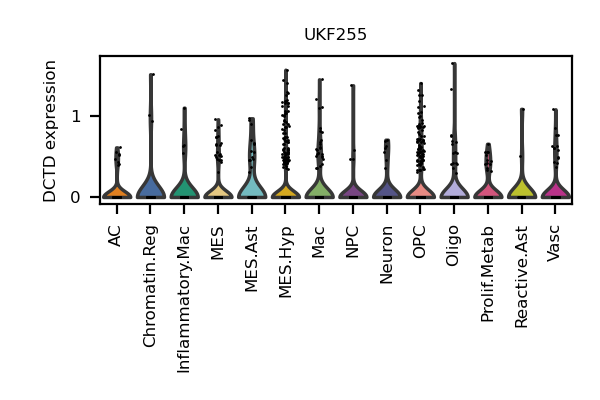 UKF255
DCTD expression
1
0
AC
Chromatin.Reg
Inflammatory.Mac
MES
MES.Ast
MES.Hyp
Mac
NPC
Neuron
OPC
Oligo
Prolif.Metab
Reactive.Ast
Vasc